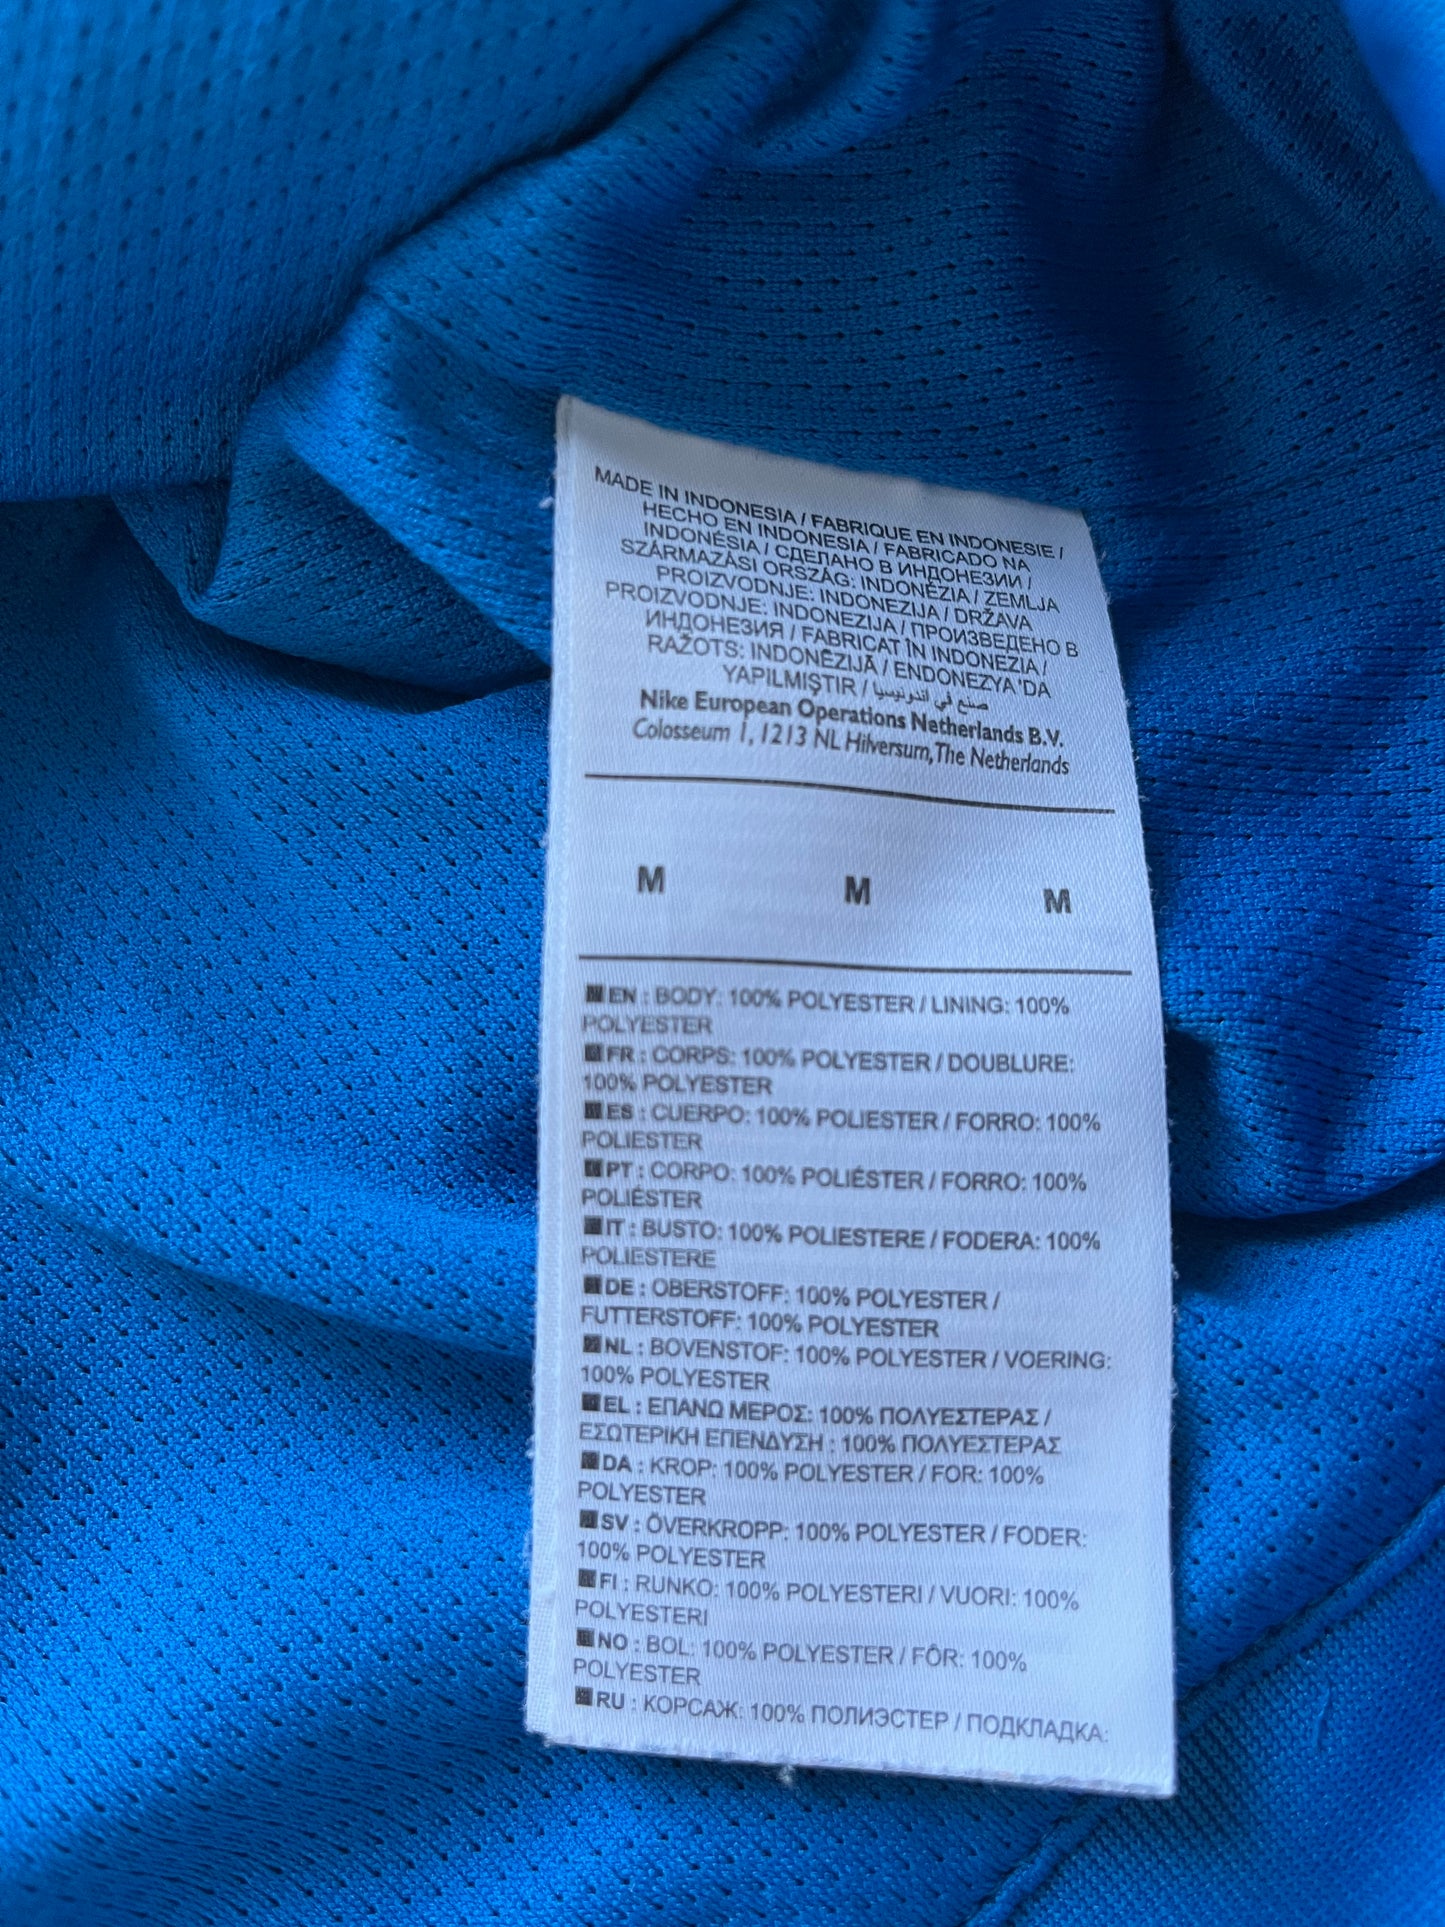 MADE IN INDONESIA / FABRIQUE EN INDONESIE /
HECHO EN INDONESIA / FABRICADO NA
INDONÉSIA / СДЕЛАНО В ИНДОНЕЗИИ /
SZÁRMAZÁSI ORSZÁG: INDONÉZIA / ZEMLJA
PROIZVODNJE: INDONEZIJA / DRŽAVA
PROIZVODNJE: INDONEZIJA / ПРОИЗВЕДЕНО В
ИНДОНЕЗИЯ / FABRICAT ÎN INDONEZIA /
RAŽOTS: INDONĒZIJĀ / ENDONEZYA'DA
YAPILMIŞTIR / صنع في اندونيسيا
Nike European Operations Netherlands B.V.
Colosseum 1, 1213 NL Hilversum, The Netherlands
M M M
EN : BODY: 100% POLYESTER / LINING: 100%
POLYESTER
FR : CORPS: 100% POLYESTER / DOUBLURE:
100% POLYESTER
ES : CUERPO: 100% POLIESTER / FORRO: 100%
POLIESTER
PT : CORPO: 100% POLIÉSTER / FORRO: 100%
POLIÉSTER
IT : BUSTO: 100% POLIESTERE / FODERA: 100%
POLIESTERE
DE : OBERSTOFF: 100% POLYESTER /
FUTTERSTOFF: 100% POLYESTER
NL : BOVENSTOF: 100% POLYESTER / VOERING:
100% POLYESTER
EL : ΕΠΑΝΩ ΜΕΡΟΣ: 100% ΠΟΛΥΕΣΤΕΡΑΣ /
ΕΣΩΤΕΡΙΚΗ ΕΠΕΝΔΥΣΗ : 100% ΠΟΛΥΕΣΤΕΡΑΣ
DA : KROP: 100% POLYESTER / FOR: 100%
POLYESTER
SV : ÖVERKROPP: 100% POLYESTER / FODER:
100% POLYESTER
FI : RUNKO: 100% POLYESTERI / VUORI: 100%
POLYESTERI
NO : BOL: 100% POLYESTER / FÔR: 100%
POLYESTER
RU : КОРСАЖ: 100% ПОЛИЭСТЕР / ПОДКЛАДКА: